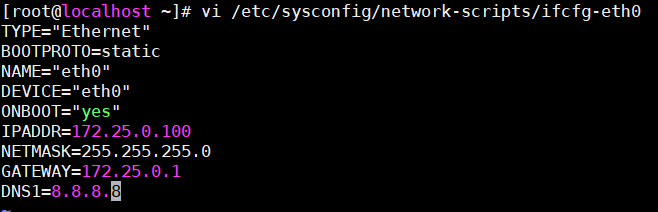 [root@localhost ~]# vi /etc/sysconfig/network-scripts/ifcfg-eth0
TYPE="Ethernet"
BOOTPROTO=static
NAME="eth0"
DEVICE="eth0"
ONBOOT="yes"
IPADDR=172.25.0.100
NETMASK=255.255.255.0
GATEWAY=172.25.0.1
DNS1=8.8.8.8
~